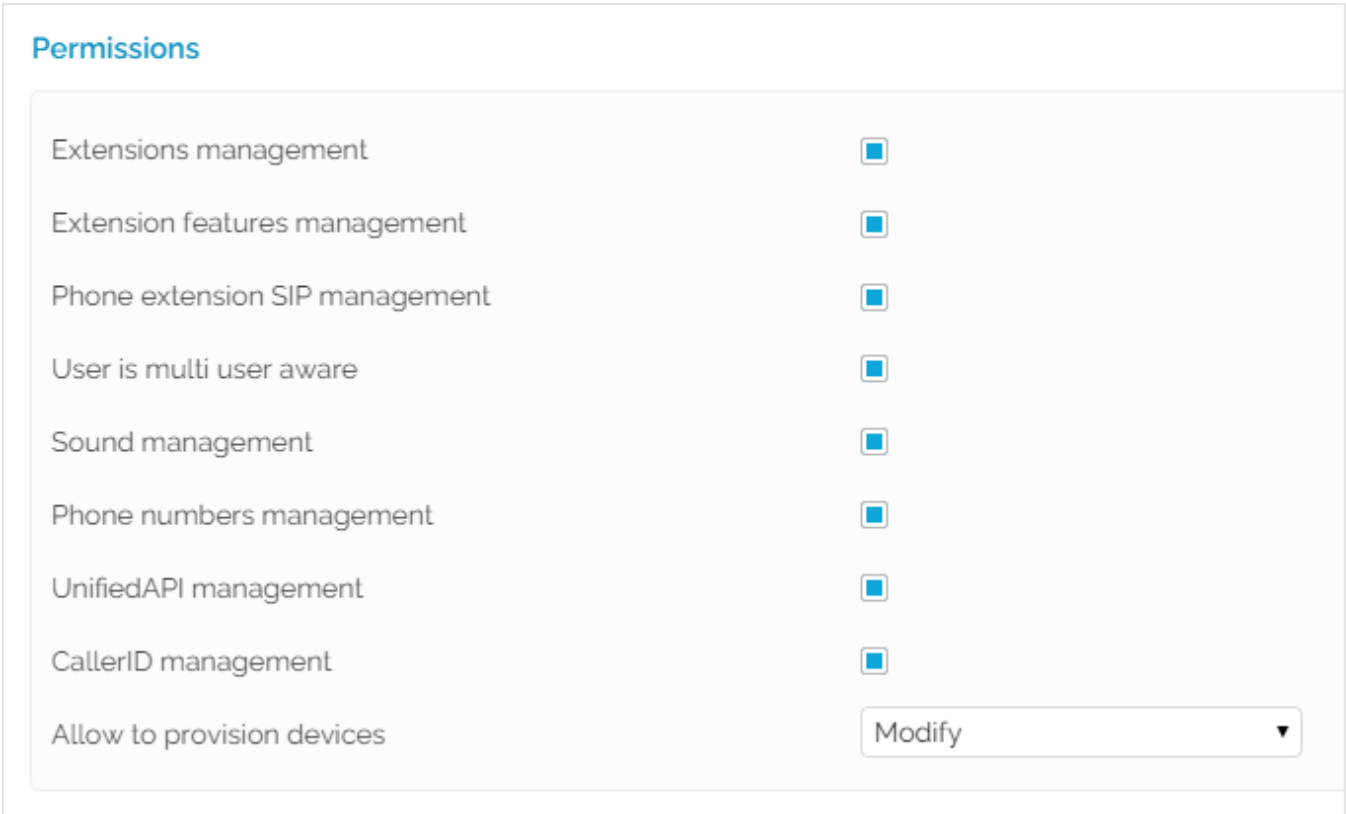 Permissions
Extensions management
Extension features management
Phone extension SIP management
User is multi user aware
Sound management
Phone numbers management
UnifiedAPI management
CallerID management
Allow to provision devices Modify